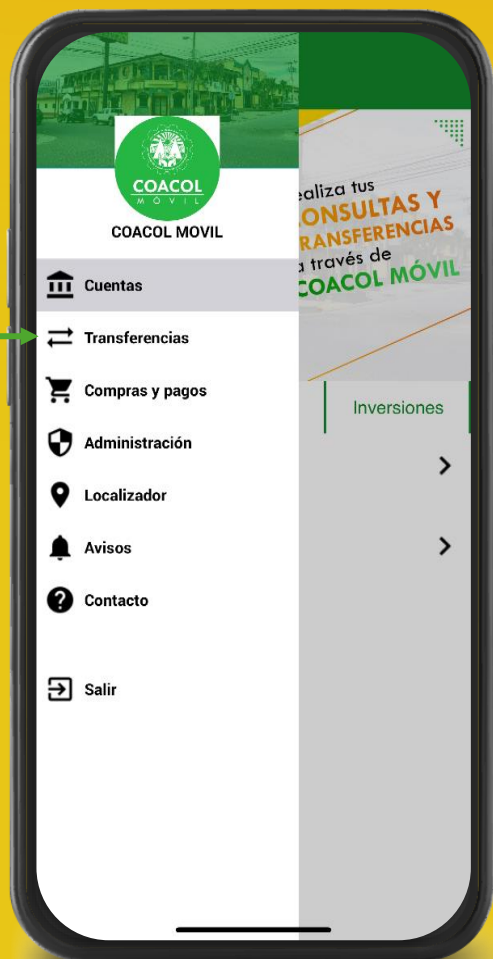 COACOL
MÓVIL
COACOL MOVIL
Cuentas
Transferencias
Compras y pagos
Administración
Localizador
Avisos
Contacto
Salir
ealiza tus
ONSULTAS Y
RANSFERENCIAS
a través de
COACOL MÓVIL
Inversiones